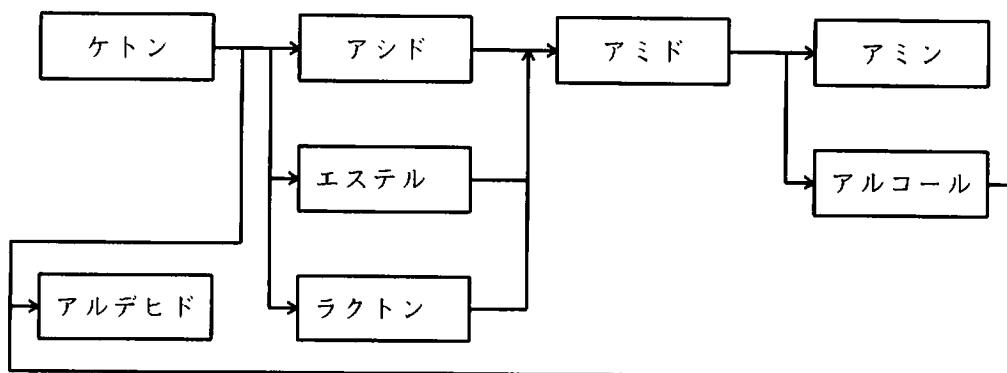 ケトン
アシド
アミド
アミン
エステル
アルコール
アルデヒド
ラクトン